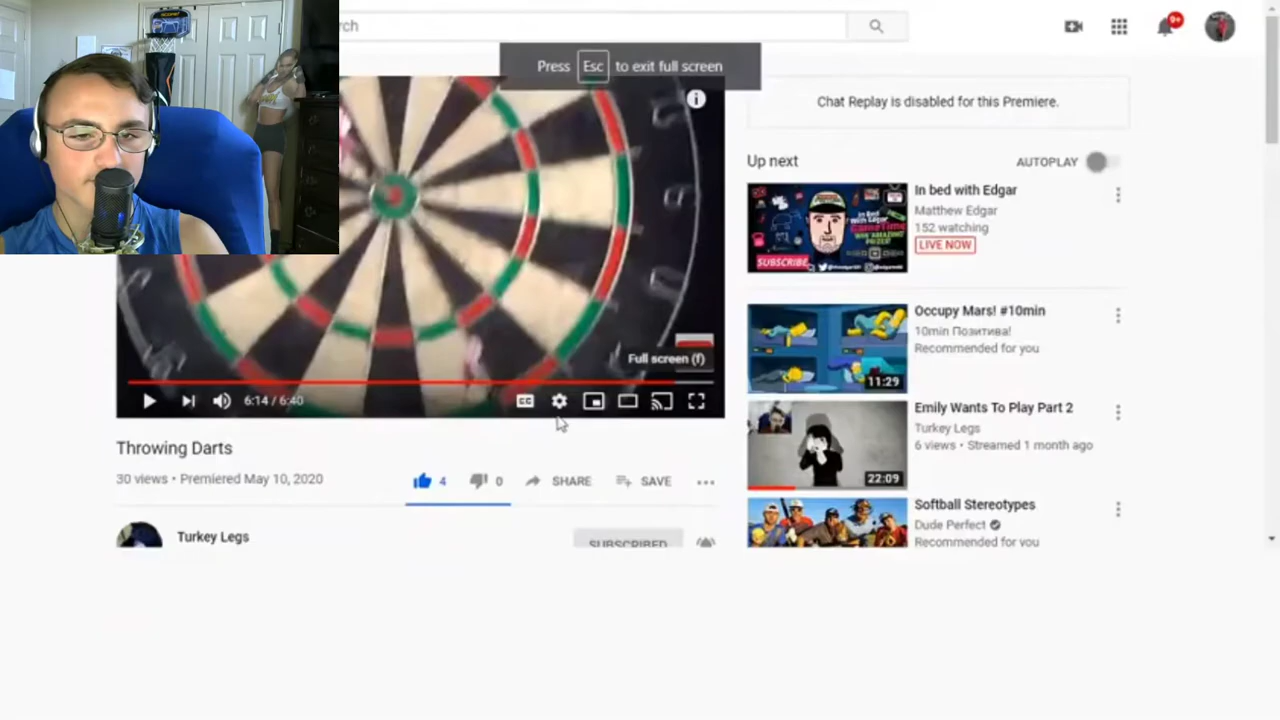 rch
9+
Press Esc to exit full screen
Chat Replay is disabled for this Premiere.
Up next
AUTOPLAY
In bed with Edgar
Matthew Edgar
152 watching
LIVE NOW
SUBSCRIBE
Occupy Mars! #10min
10min Позитива!
Recommended for you
11:29
Full screen (f)
6:14 / 6:40
Emily Wants To Play Part 2
Turkey Legs
6 views • Streamed 1 month ago
22:09
Throwing Darts
30 views • Premiered May 10, 2020
4
0
SHARE
SAVE
Softball Stereotypes
Dude Perfect
Recommended for you
Turkey Legs
SUBSCRIBED